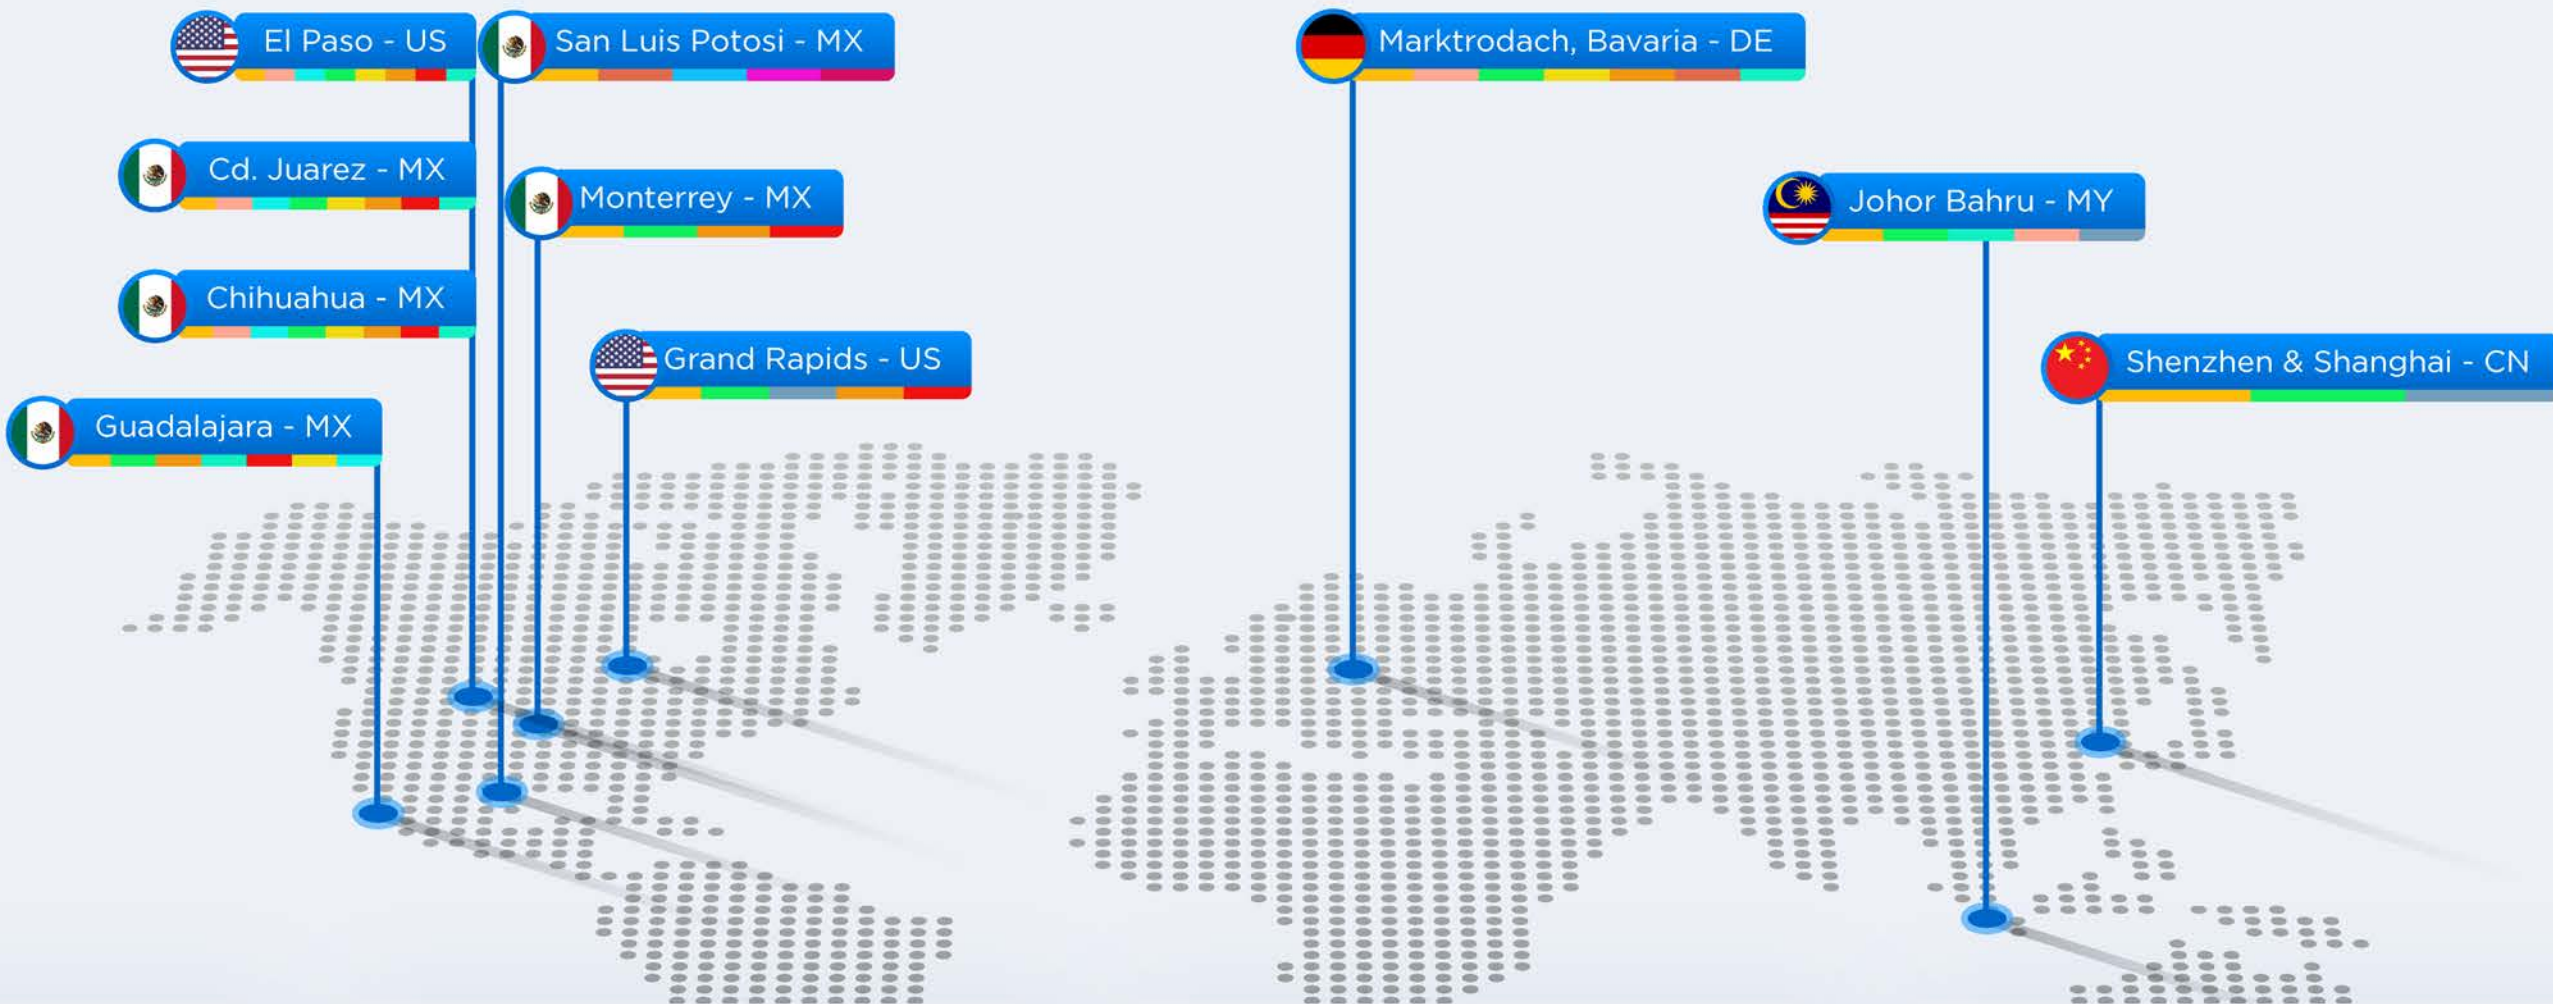 El Paso - US
San Luis Potosi - MX
Marktrodach, Bavaria - DE
Cd. Juarez - MX
Monterrey - MX
Johor Bahru - MY
Chihuahua - MX
Grand Rapids - US
Shenzhen & Shanghai - CN
Guadalajara - MX